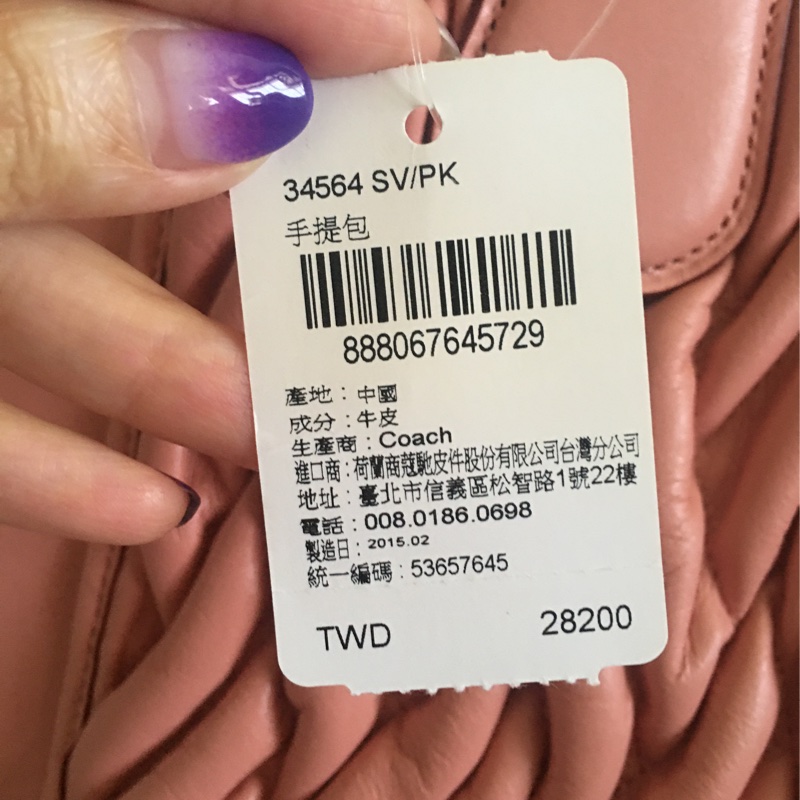 34564 SV/PK
手提包
888067645729
產地：中國
成分：牛皮
生產商：Coach
進口商：荷蘭商蔻馳皮件股份有限公司台灣分公司
地址：臺北市信義區松智路1號22樓
電話：008.0186.0698
製造日：2015.02
統一編碼：53657645
TWD 28200